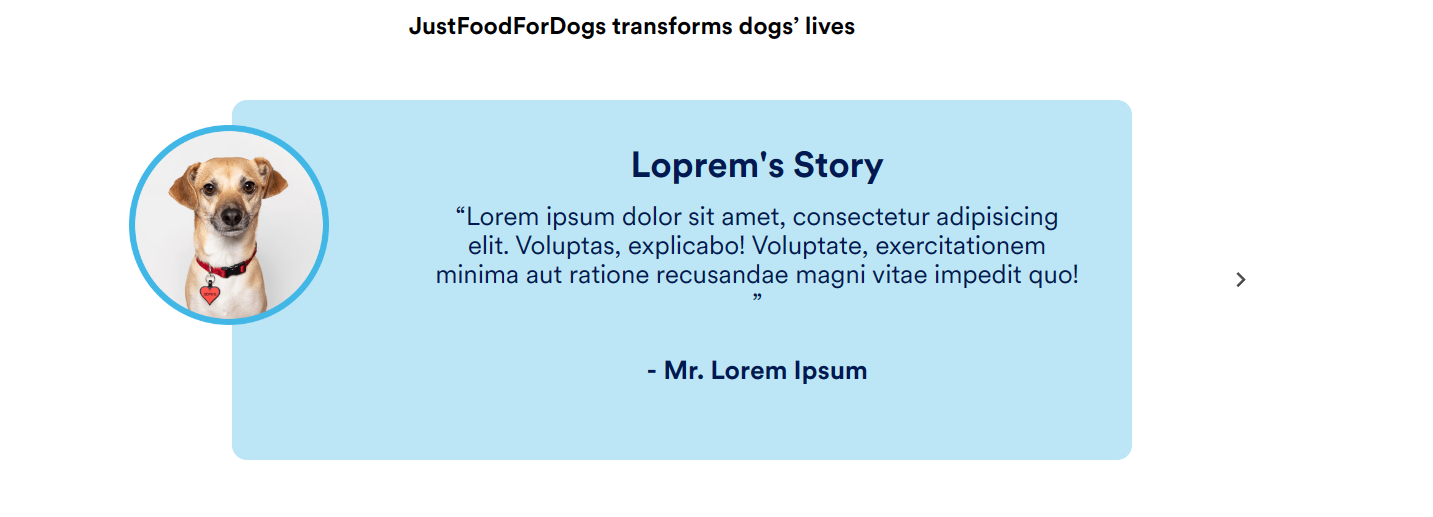 JustFoodForDogs transforms dogs’ lives
Loprem's Story
“Lorem ipsum dolor sit amet, consectetur adipisicing
elit. Voluptas, explicabo! Voluptate, exercitationem
minima aut ratione recusandae magni vitae impedit quo!
”
- Mr. Lorem Ipsum